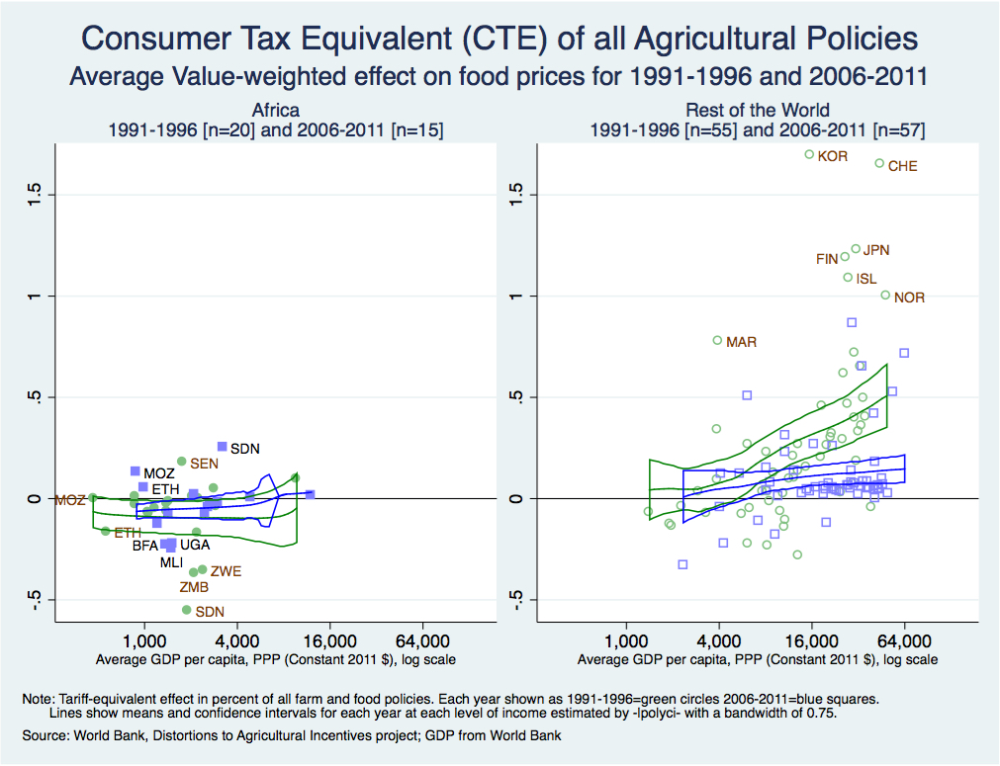 Consumer Tax Equivalent (CTE) of all Agricultural Policies
Average Value-weighted effect on food prices for 1991-1996 and 2006-2011
Africa
1991-1996 [n=20] and 2006-2011 [n=15]
Rest of the World
1991-1996 [n=55] and 2006-2011 [n=57]
1.5
1
.5
0
-.5
SDN
SEN
MOZ
ETH
MOZ
ETH
BFA
UGA
MLI
ZWE
ZMB
SDN
1,000
4,000
16,000
64,000
Average GDP per capita, PPP (Constant 2011 $), log scale
1.5
1
.5
0
-.5
KOR
CHE
JPN
FIN
ISL
NOR
MAR
1,000
4,000
16,000
64,000
Average GDP per capita, PPP (Constant 2011 $), log scale
Note: Tariff-equivalent effect in percent of all farm and food policies. Each year shown as 1991-1996=green circles 2006-2011=blue squares.
Lines show means and confidence intervals for each year at each level of income estimated by -lpolyci- with a bandwidth of 0.75.
Source: World Bank, Distortions to Agricultural Incentives project; GDP from World Bank